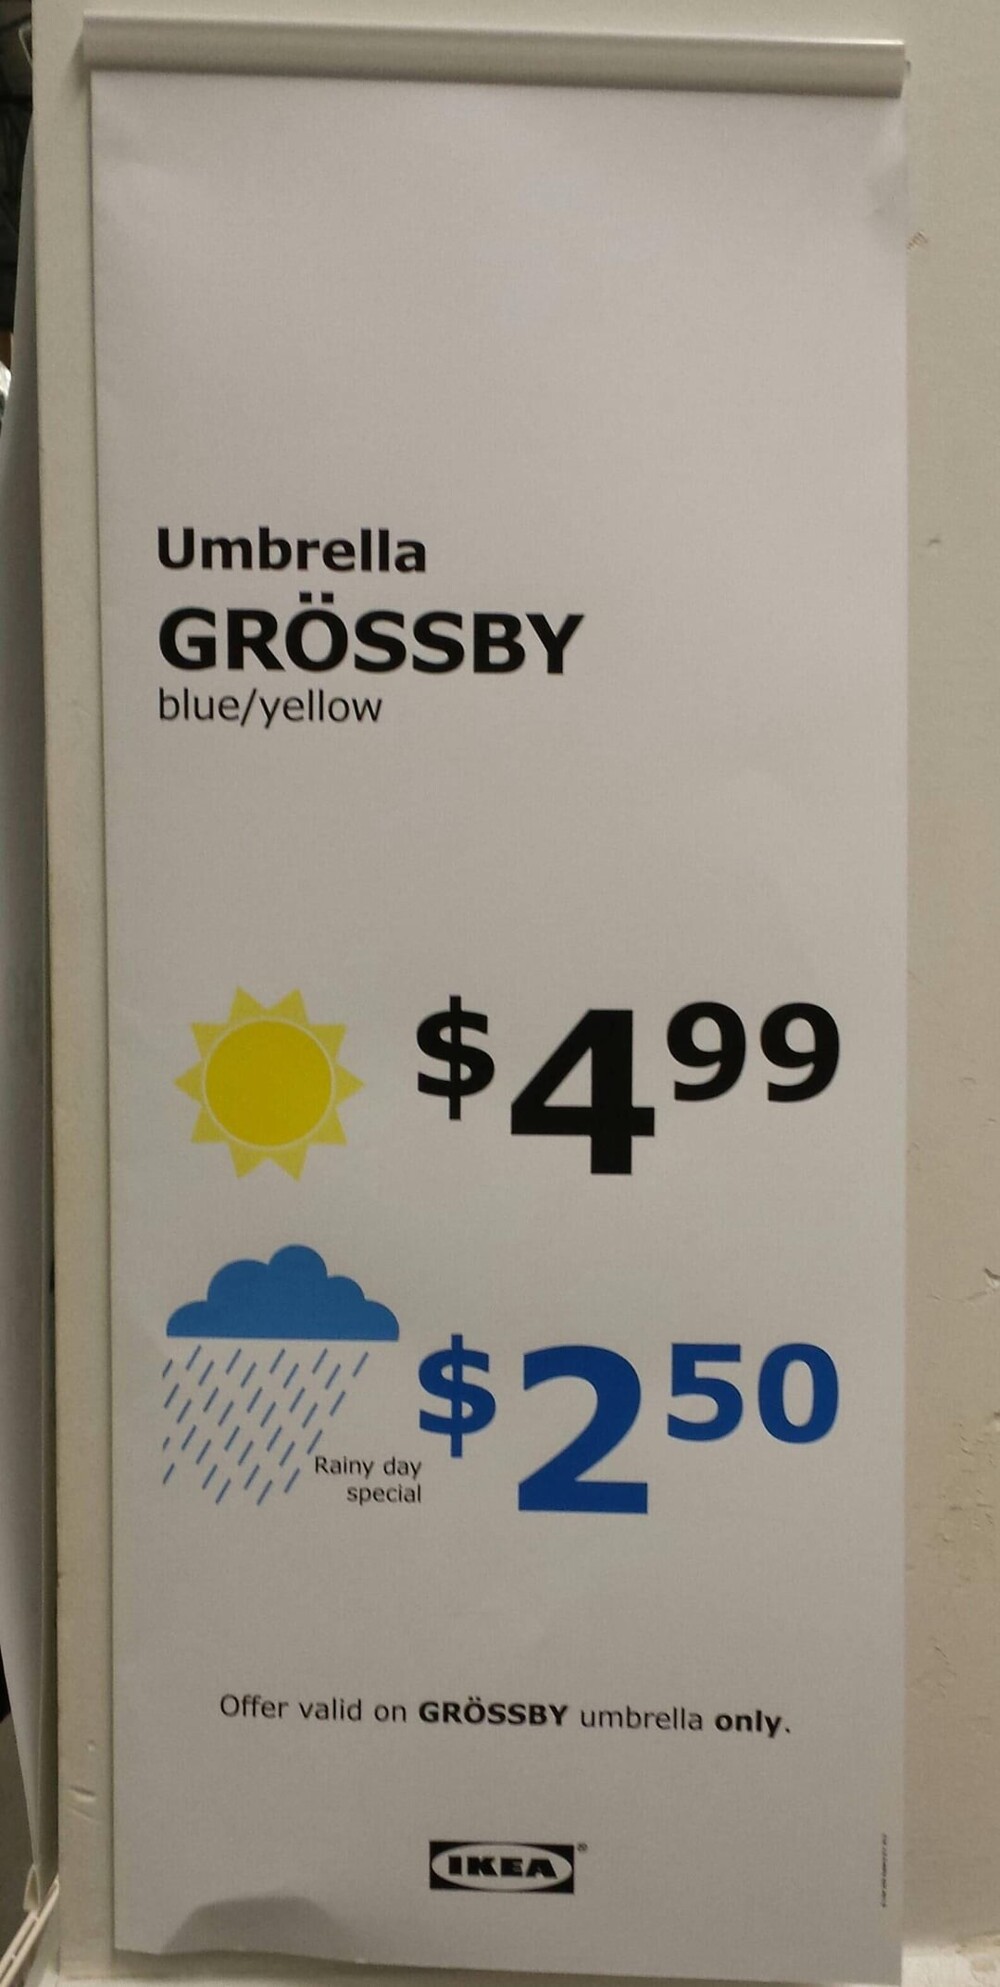 Umbrella
GRÖSSBY
blue/yellow
$4 99
$2 50
Rainy day
special
Offer valid on GRÖSSBY umbrella only.
IKEA®